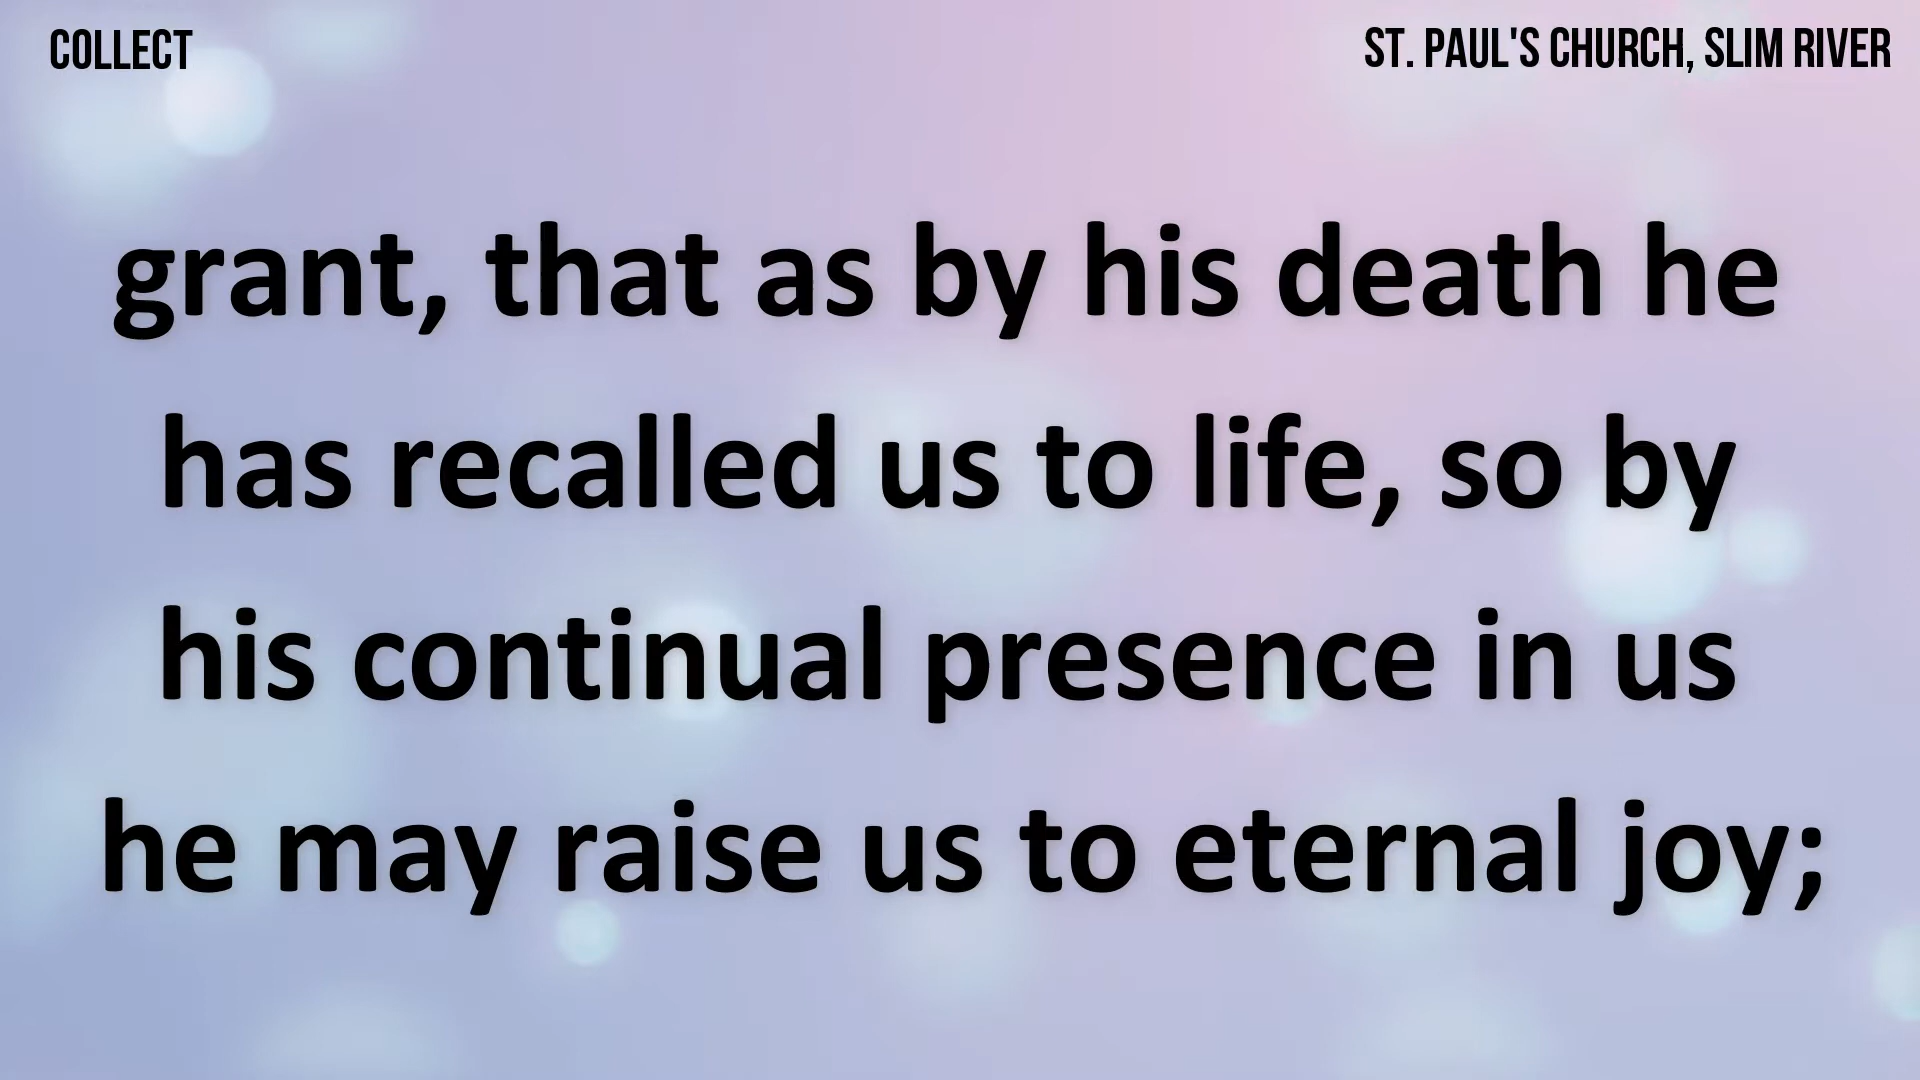 COLLECT
ST. PAUL'S CHURCH, SLIM RIVER
grant, that as by his death he
has recalled us to life, so by
his continual presence in us
he may raise us to eternal joy;